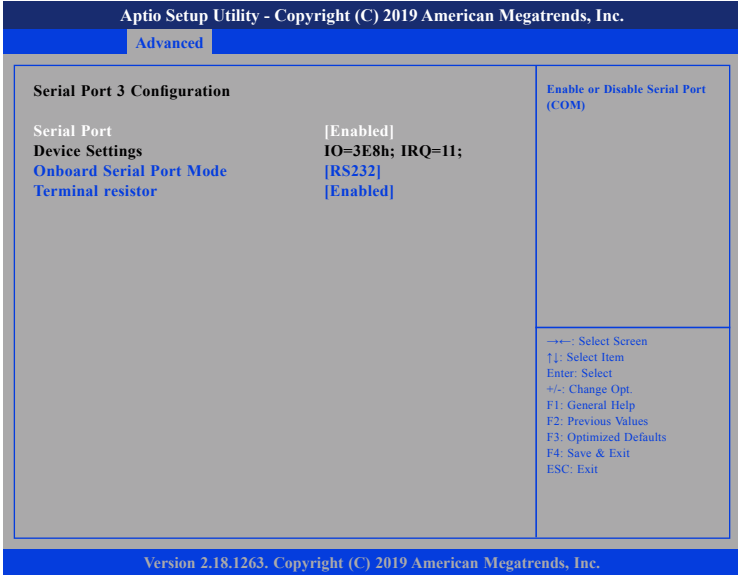 Aptio Setup Utility - Copyright (C) 2019 American Megatrends, Inc.
Advanced
Serial Port 3 Configuration
Serial Port [Enabled]
Device Settings IO=3E8h; IRQ=11;
Onboard Serial Port Mode [RS232]
Terminal resistor [Enabled]
Enable or Disable Serial Port
(COM)
→←: Select Screen
↑↓: Select Item
Enter: Select
+/-: Change Opt.
F1: General Help
F2: Previous Values
F3: Optimized Defaults
F4: Save & Exit
ESC: Exit
Version 2.18.1263. Copyright (C) 2019 American Megatrends, Inc.